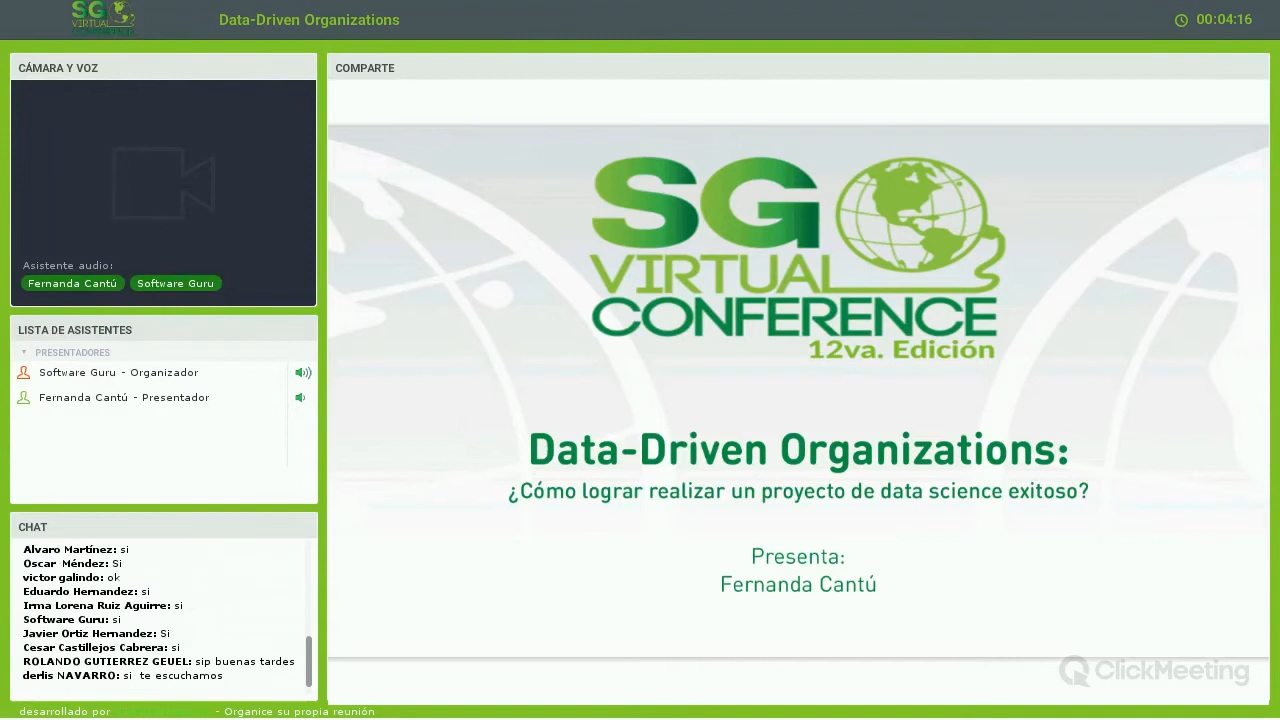 SG
VIRTUAL
CONFERENCE
Data-Driven Organizations
00:04:16
CÁMARA Y VOZ
Asistente audio:
Fernanda Cantú
Software Guru
LISTA DE ASISTENTES
PRESENTADORES
Software Guru - Organizador
Fernanda Cantú - Presentador
CHAT
Alvaro Martínez: si
Oscar Méndez: Si
victor galindo: ok
Eduardo Hernandez: si
Irma Lorena Ruiz Aguirre: si
Software Guru: si
Javier Ortiz Hernandez: Si
Cesar Castillejos Cabrera: si
ROLANDO GUTIERREZ GEUEL: sip buenas tardes
derlis NAVARRO: si te escuchamos
COMPARTE
SG
VIRTUAL
CONFERENCE
12va. Edición
Data-Driven Organizations:
¿Cómo lograr realizar un proyecto de data science exitoso?
Presenta:
Fernanda Cantú
ClickMeeting
desarrollado por - Organice su propia reunión